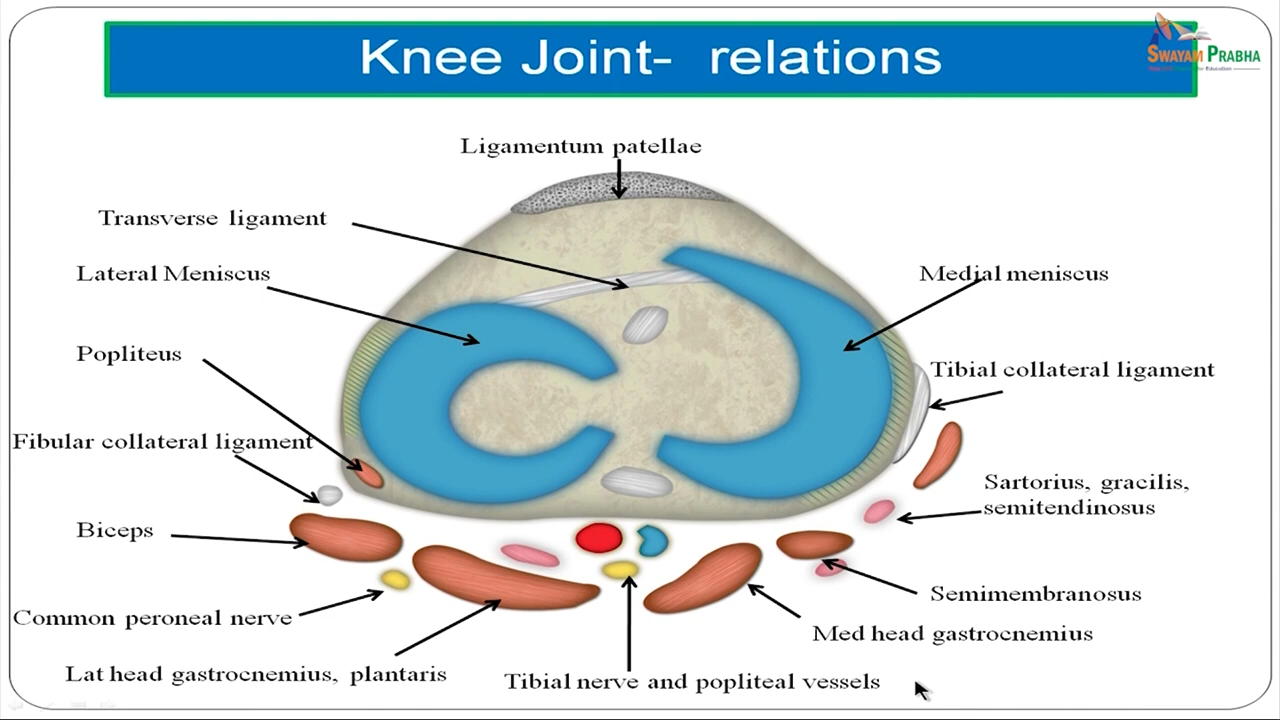 Knee Joint- relations
SWAYAM PRABHA
Ligamentum patellae
Transverse ligament
Lateral Meniscus
Medial meniscus
Popliteus
Tibial collateral ligament
Fibular collateral ligament
Sartorius, gracilis,
semitendinosus
Biceps
Semimembranosus
Common peroneal nerve
Med head gastrocnemius
Lat head gastrocnemius, plantaris
Tibial nerve and popliteal vessels